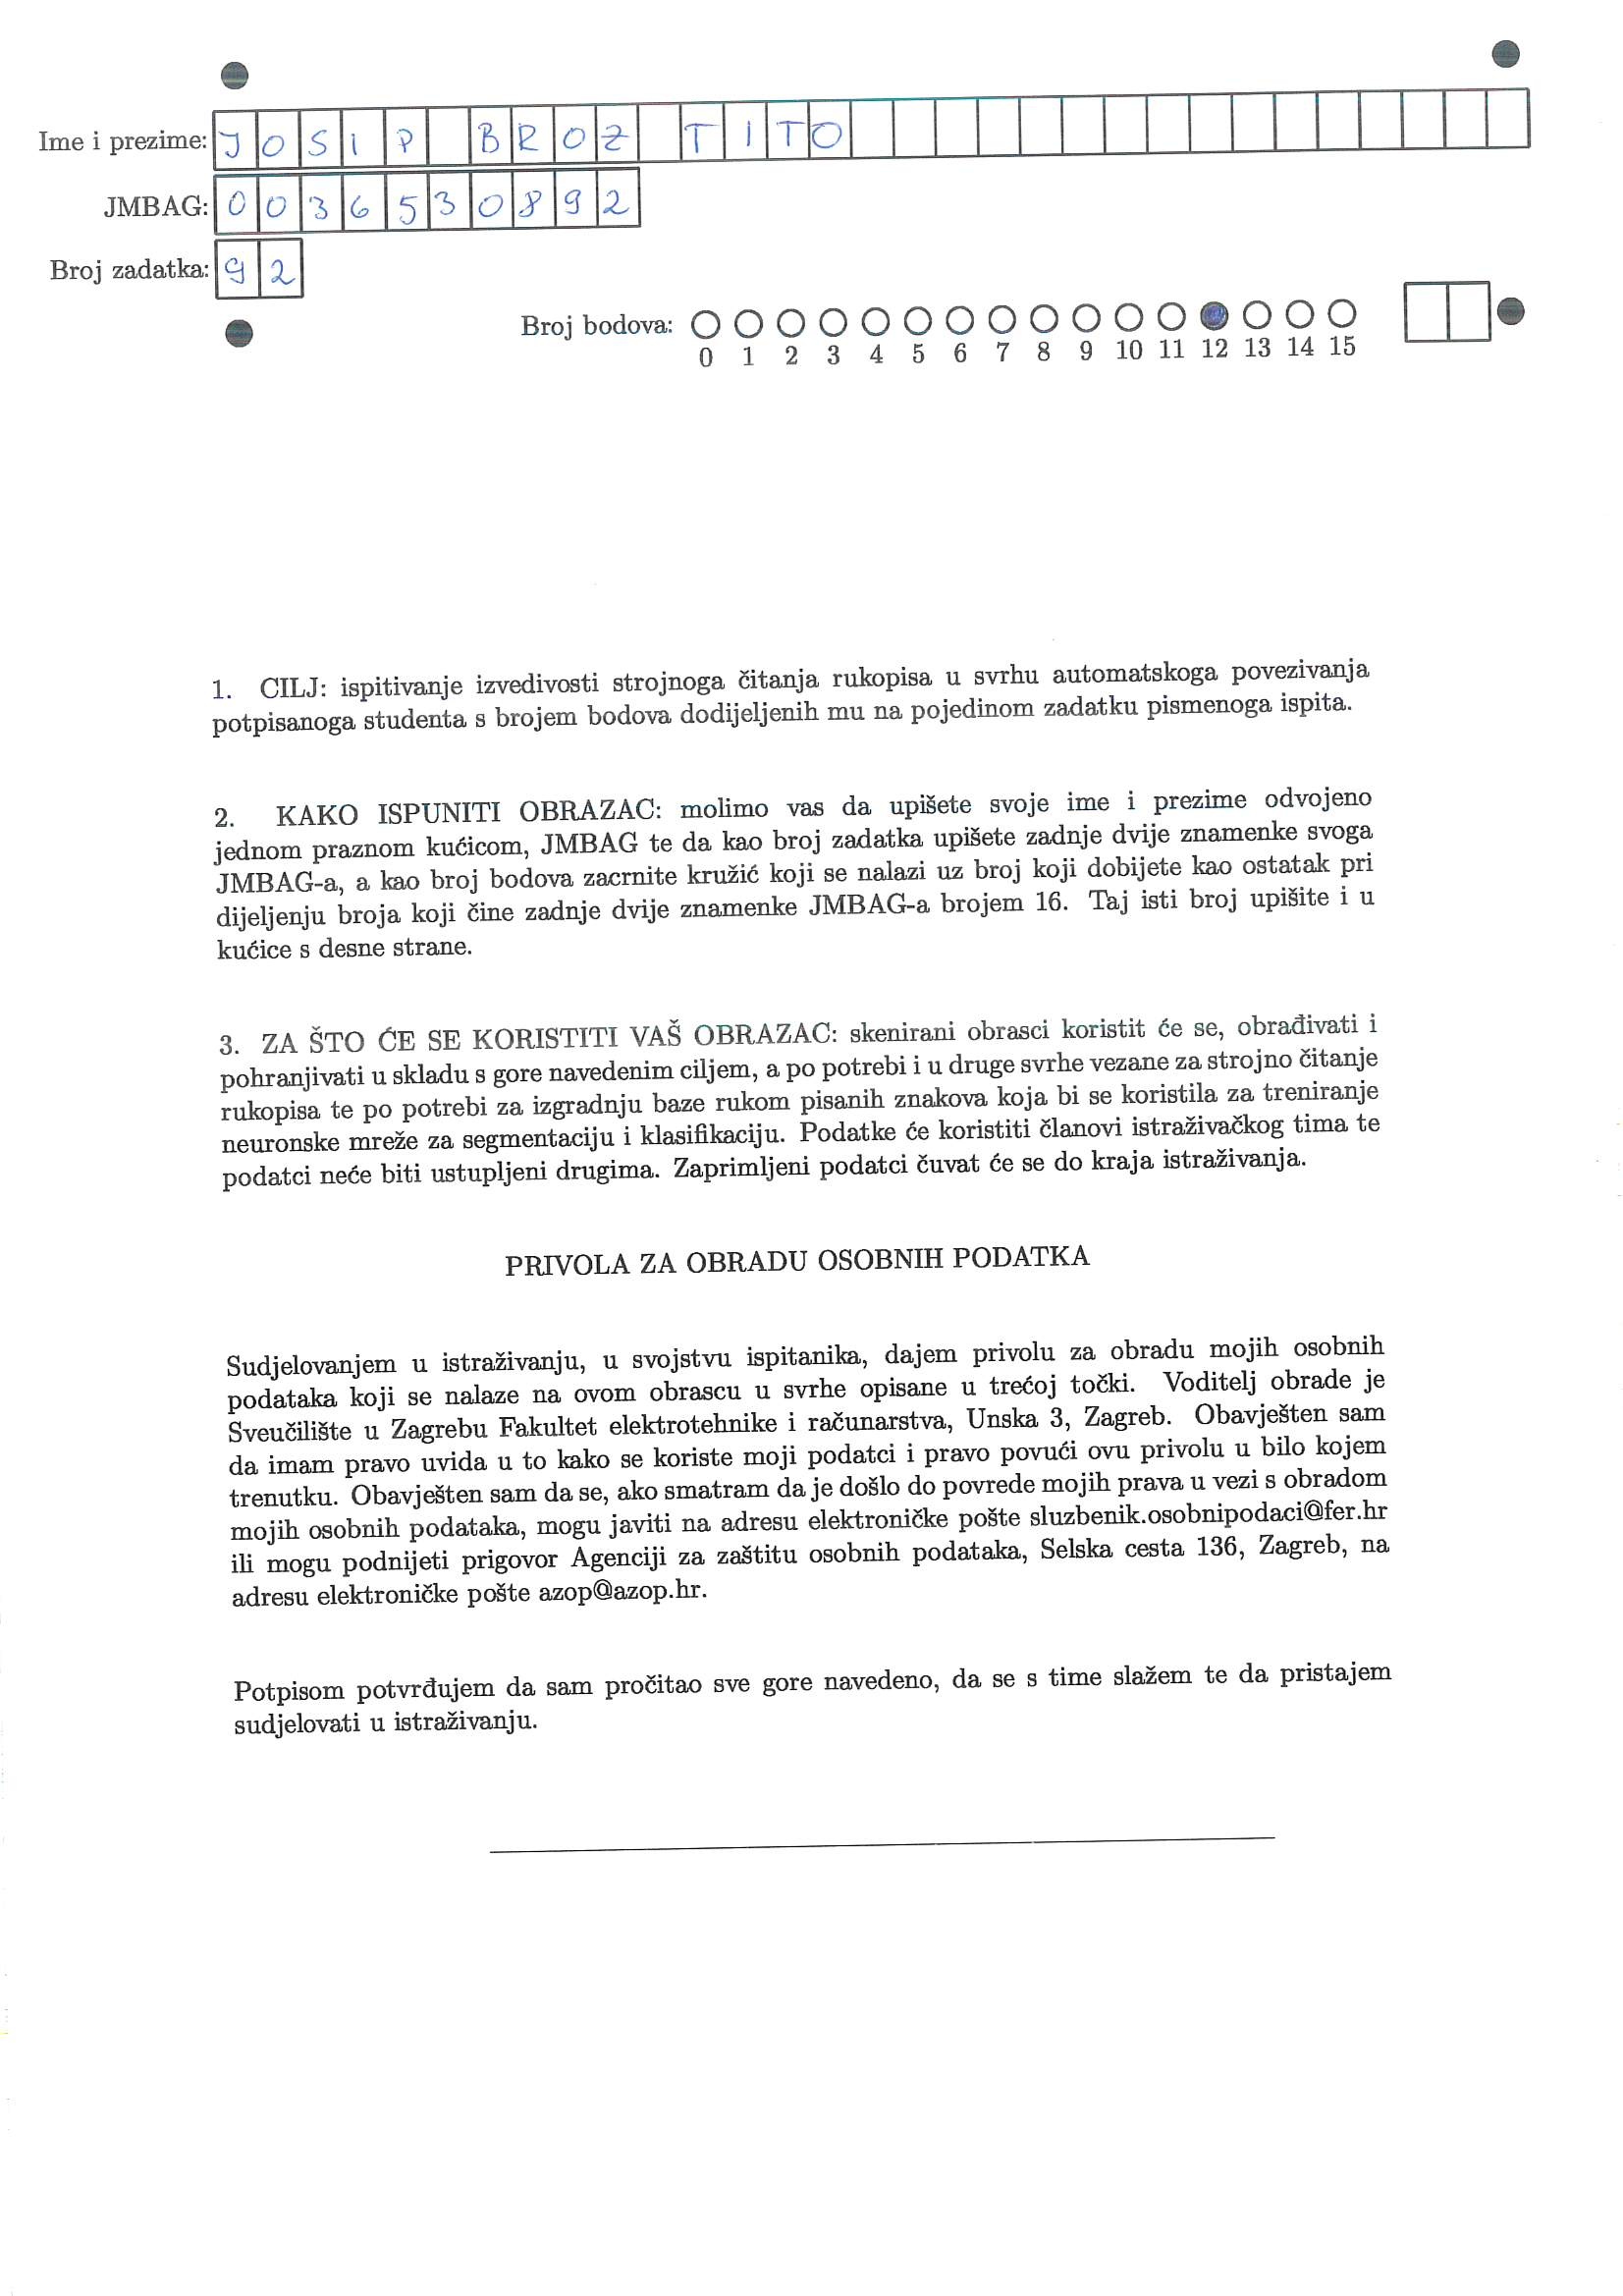 Ime i prezime: JOSIP BROZ TITO
JMBAG: 0036530892
Broj zadatka: 92
Broj bodova:
0 1 2 3 4 5 6 7 8 9 10 11 12 13 14 15
1. CILJ: ispitivanje izvedivosti strojnoga čitanja rukopisa u svrhu automatskoga povezivanja
potpisanoga studenta s brojem bodova dodijeljenih mu na pojedinom zadatku pismenoga ispita.
2. KAKO ISPUNITI OBRAZAC: molimo vas da upišete svoje ime i prezime odvojeno
jednom praznom kućicom, JMBAG te da kao broj zadatka upišete zadnje dvije znamenke svoga
JMBAG-a, a kao broj bodova zacrnite kružić koji se nalazi uz broj koji dobijete kao ostatak pri
dijeljenju broja koji čine zadnje dvije znamenke JMBAG-a brojem 16. Taj isti broj upišite i u
kućice s desne strane.
3. ZA ŠTO ĆE SE KORISTITI VAŠ OBRAZAC: skenirani obrasci koristit će se, obrađivati i
pohranjivati u skladu s gore navedenim ciljem, a po potrebi i u druge svrhe vezane za strojno čitanje
rukopisa te po potrebi za izgradnju baze rukom pisanih znakova koja bi se koristila za treniranje
neuronske mreže za segmentaciju i klasifikaciju. Podatke će koristiti članovi istraživačkog tima te
podatci neće biti ustupljeni drugima. Zaprimljeni podatci čuvat će se do kraja istraživanja.
PRIVOLA ZA OBRADU OSOBNIH PODATKA
Sudjelovanjem u istraživanju, u svojstvu ispitanika, dajem privolu za obradu mojih osobnih
podataka koji se nalaze na ovom obrascu u svrhe opisane u trećoj točki. Voditelj obrade je
Sveučilište u Zagrebu Fakultet elektrotehnike i računarstva, Unska 3, Zagreb. Obavješten sam
da imam pravo uvida u to kako se koriste moji podatci i pravo povući ovu privolu u bilo kojem
trenutku. Obavješten sam da se, ako smatram da je došlo do povrede mojih prava u vezi s obradom
mojih osobnih podataka, mogu javiti na adresu elektroničke pošte sluzbenik.osobnipodaci@fer.hr
ili mogu podnijeti prigovor Agenciji za zaštitu osobnih podataka, Selska cesta 136, Zagreb, na
adresu elektroničke pošte azop@azop.hr.
Potpisom potvrđujem da sam pročitao sve gore navedeno, da se s time slažem te da pristajem
sudjelovati u istraživanju.